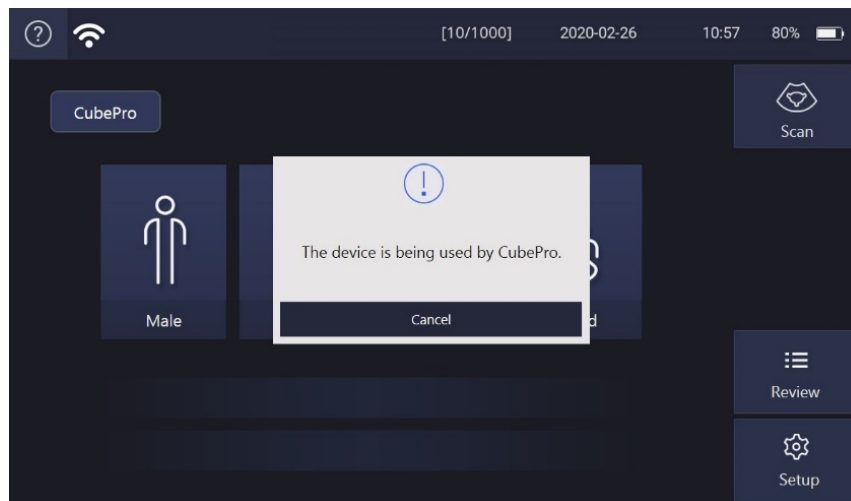 [10/1000] 2020-02-26 10:57 80%
CubePro
Scan
The device is being used by CubePro.
Cancel
Male
Review
Setup